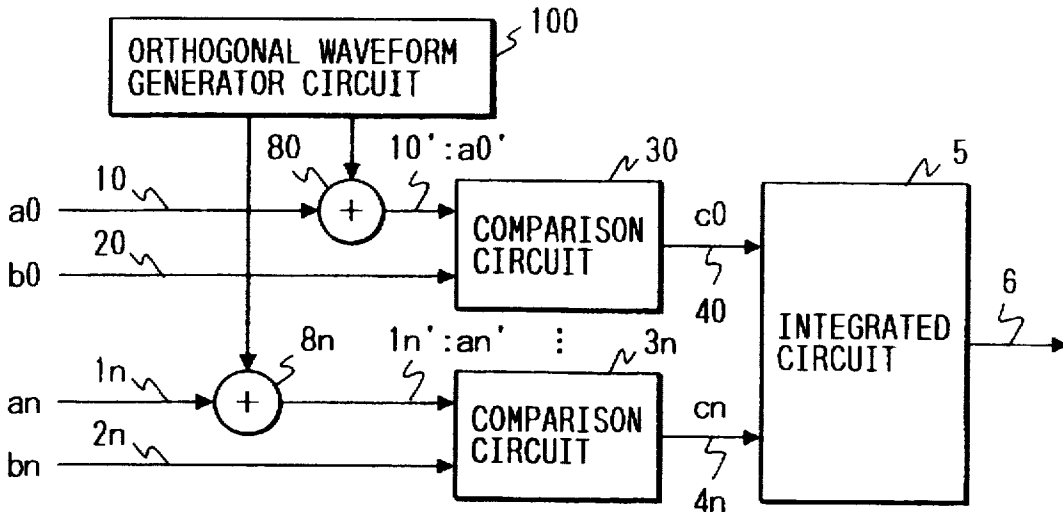 100
ORTHOGONAL WAVEFORM
GENERATOR CIRCUIT
80
10':a0'
30
5
10
a0
+
COMPARISON
CIRCUIT
c0
20
b0
40
6
INTEGRATED
CIRCUIT
8n
1n':an'
⋮
3n
1n
an
+
COMPARISON
CIRCUIT
cn
2n
bn
4n